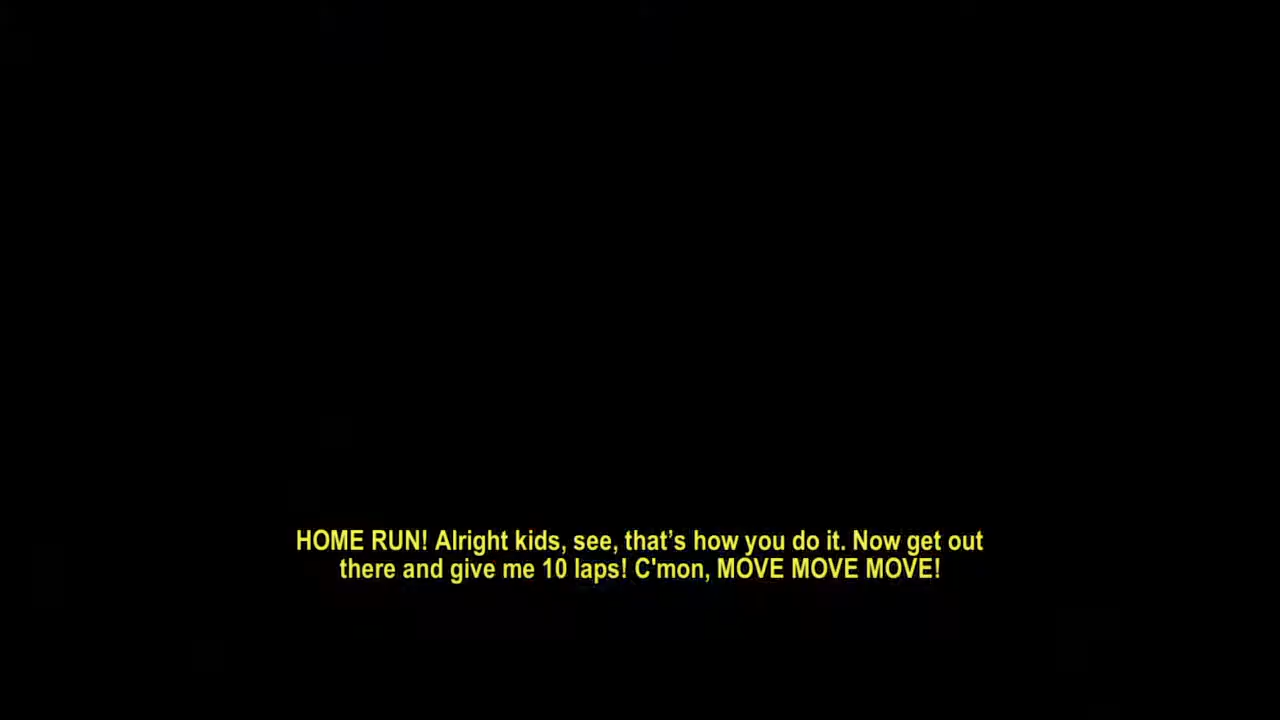 HOME RUN! Alright kids, see, that’s how you do it. Now get out
there and give me 10 laps! C'mon, MOVE MOVE MOVE!